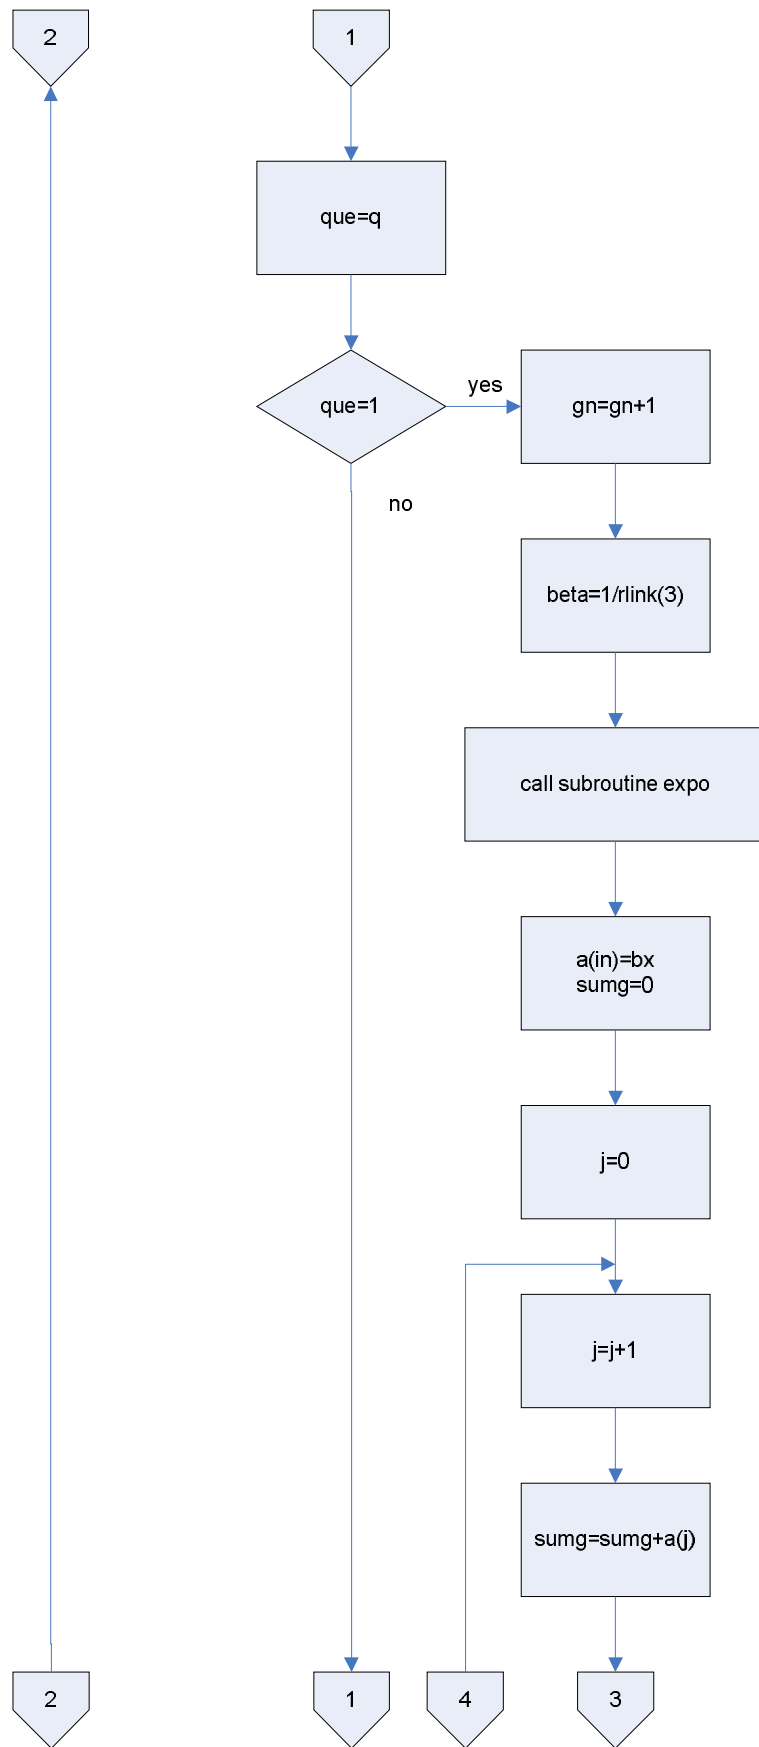 2
1
que=q
que=1
yes
gn=gn+1
no
beta=1/rlink(3)
call subroutine expo
a(in)=bx
sumg=0
j=0
j=j+1
sumg=sumg+a(j)
2
1
4
3